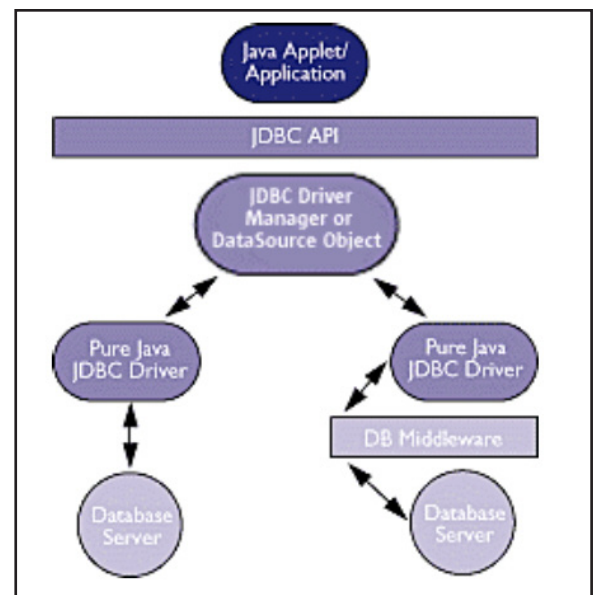 Java Applet/
Application
JDBC API
JDBC Driver
Manager or
DataSource Object
Pure Java
JDBC Driver
Pure Java
JDBC Driver
DB Middleware
Database
Server
Database
Server